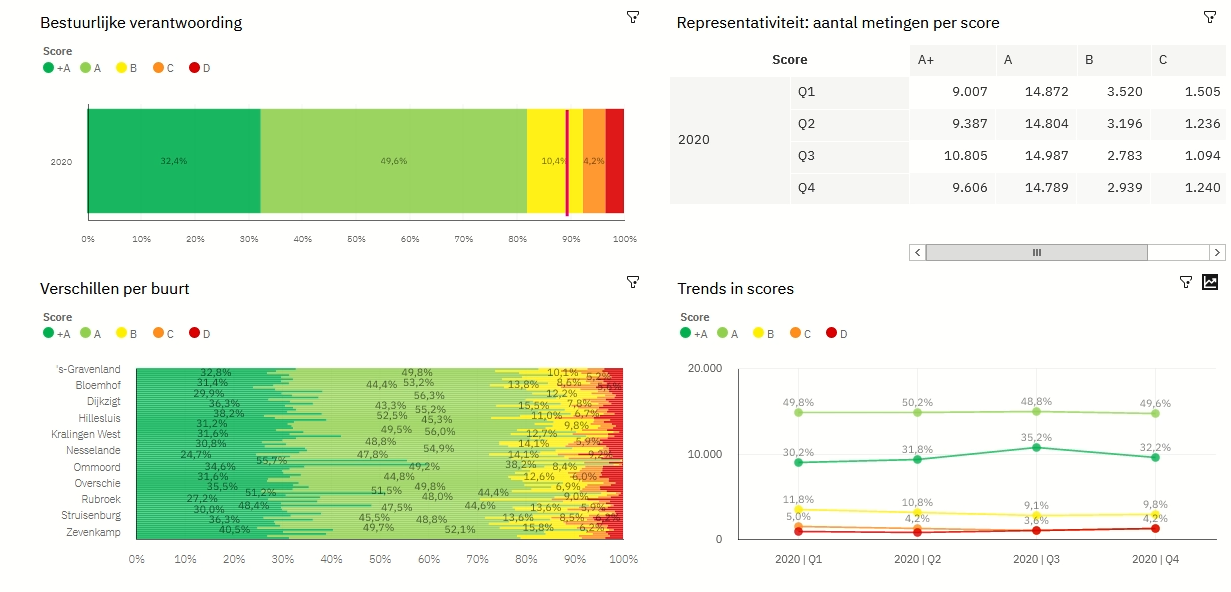 Bestuurlijke verantwoording
Score
+A A B C D
2020
32,4% 49,6% 10,4% 4,2%
0% 10% 20% 30% 40% 50% 60% 70% 80% 90% 100%
Representativiteit: aantal metingen per score
Score A+ A B C
2020
Q1 9.007 14.872 3.520 1.505
Q2 9.387 14.804 3.196 1.236
Q3 10.805 14.987 2.783 1.094
Q4 9.606 14.789 2.939 1.240
Verschillen per buurt
Score
+A A B C D
's-Gravenland
Bloemhof
Dijkzigt
Hillesluis
Kralingen West
Nesselande
Ommoord
Overschie
Rubroek
Struisenburg
Zevenkamp
32,8% 49,8% 10,1% 5,2%
31,4% 44,4% 53,2% 13,8% 8,6%
29,9% 56,3% 12,2%
36,3% 43,3% 55,2% 15,5% 7,8%
38,2% 52,5% 45,3% 11,0% 6,7%
31,2% 9,8%
31,6% 49,5% 56,0% 12,7%
30,8% 48,8% 14,1% 5,9%
24,7% 47,8% 54,9% 14,1% 9,2%
55,7% 38,2%
34,6% 49,2% 8,4%
31,6% 44,8% 12,6% 6,0%
35,5% 49,8% 6,9%
51,2% 51,5% 44,4%
27,2% 48,0% 9,0%
30,0% 48,4% 47,5% 44,6% 13,6% 5,9%
36,3% 45,5% 48,8% 13,6% 8,5%
40,5% 49,7% 52,1% 15,8% 6,2%
0% 10% 20% 30% 40% 50% 60% 70% 80% 90% 100%
Trends in scores
Score
+A A B C D
20.000
10.000
0
49,8% 50,2% 48,8% 49,6%
30,2% 31,8% 35,2% 32,2%
11,8% 10,8% 9,1% 9,8%
5,0% 4,2% 3,6% 4,2%
2020 | Q1 2020 | Q2 2020 | Q3 2020 | Q4